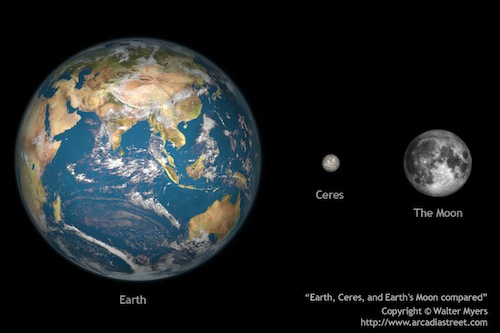 Earth
Ceres
The Moon
“Earth, Ceres, and Earth's Moon compared”
Copyright © Walter Myers
http://www.arcadiastreet.com